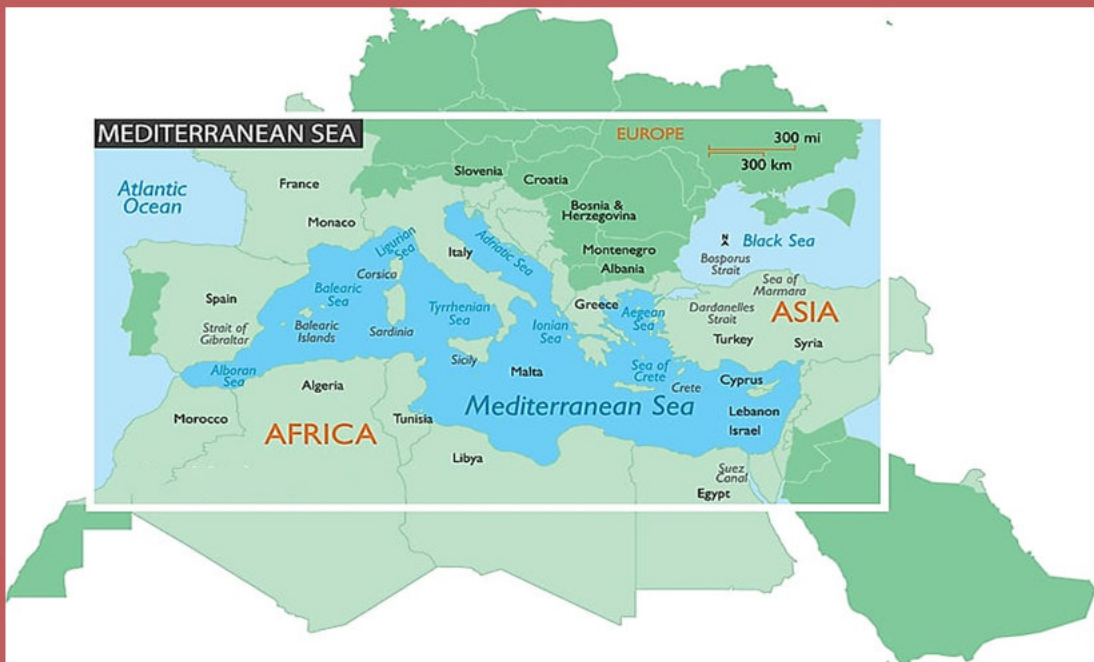 MEDITERRANEAN SEA
EUROPE
300 mi
300 km
Atlantic
Ocean
France
Monaco
Slovenia
Croatia
Bosnia &
Herzegovina
Montenegro
Albania
Ligurian
Sea
Italy
Adriatic Sea
N
Black Sea
Bosporus
Strait
Sea of
Marmara
Corsica
Balearic
Sea
Spain
Strait of
Gibraltar
Balearic
Islands
Sardinia
Tyrrhenian
Sea
Ionian
Sea
Greece
Aegean
Sea
Dardanelles
Strait
ASIA
Turkey
Syria
Alboran
Sea
Algeria
Sicily
Malta
Sea of
Crete
Crete
Cyprus
Morocco
AFRICA
Tunisia
Mediterranean Sea
Lebanon
Israel
Libya
Suez
Canal
Egypt